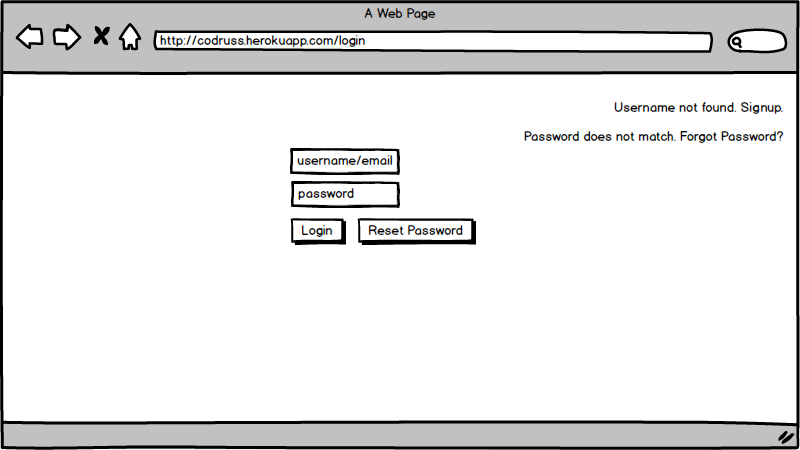 A Web Page
http://codruss.herokuapp.com/login
Username not found. Signup.
Password does not match. Forgot Password?
username/email
password
Login
Reset Password